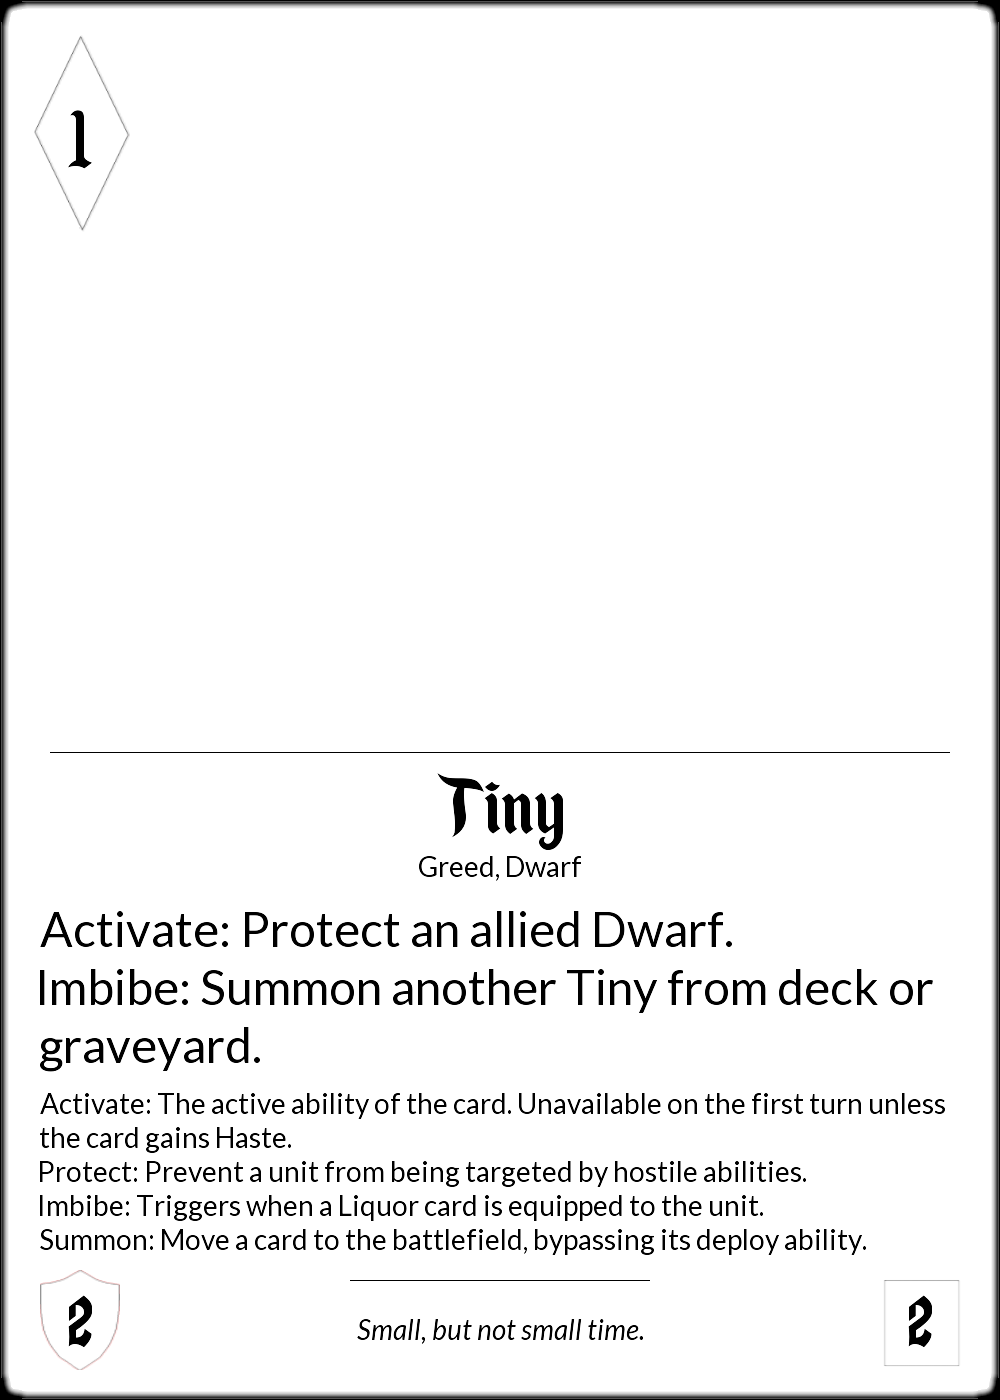 1
Tiny
Greed, Dwarf
Activate: Protect an allied Dwarf.
Imbibe: Summon another Tiny from deck or
graveyard.
Activate: The active ability of the card. Unavailable on the first turn unless
the card gains Haste.
Protect: Prevent a unit from being targeted by hostile abilities.
Imbibe: Triggers when a Liquor card is equipped to the unit.
Summon: Move a card to the battlefield, bypassing its deploy ability.
2
Small, but not small time.
2